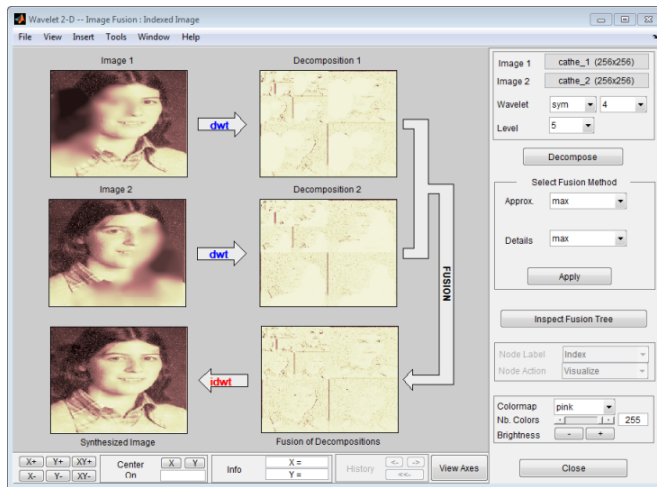 Wavelet 2-D -- Image Fusion : Indexed Image
File View Insert Tools Window Help
Image 1
Decomposition 1
dwt
Image 2
Decomposition 2
dwt
FUSION
idwt
Synthesized Image
Fusion of Decompositions
Image 1 cathe_1 (256x256)
Image 2 cathe_2 (256x256)
Wavelet sym 4
Level 5
Decompose
Select Fusion Method
Approx. max
Details max
Apply
Inspect Fusion Tree
Node Label Index
Node Action Visualize
Colormap pink
Nb. Colors 255
Brightness - +
Close
X+ Y+ XY+
X- Y- XY-
Center On X Y
Info X = Y =
History <- -> <<-
View Axes